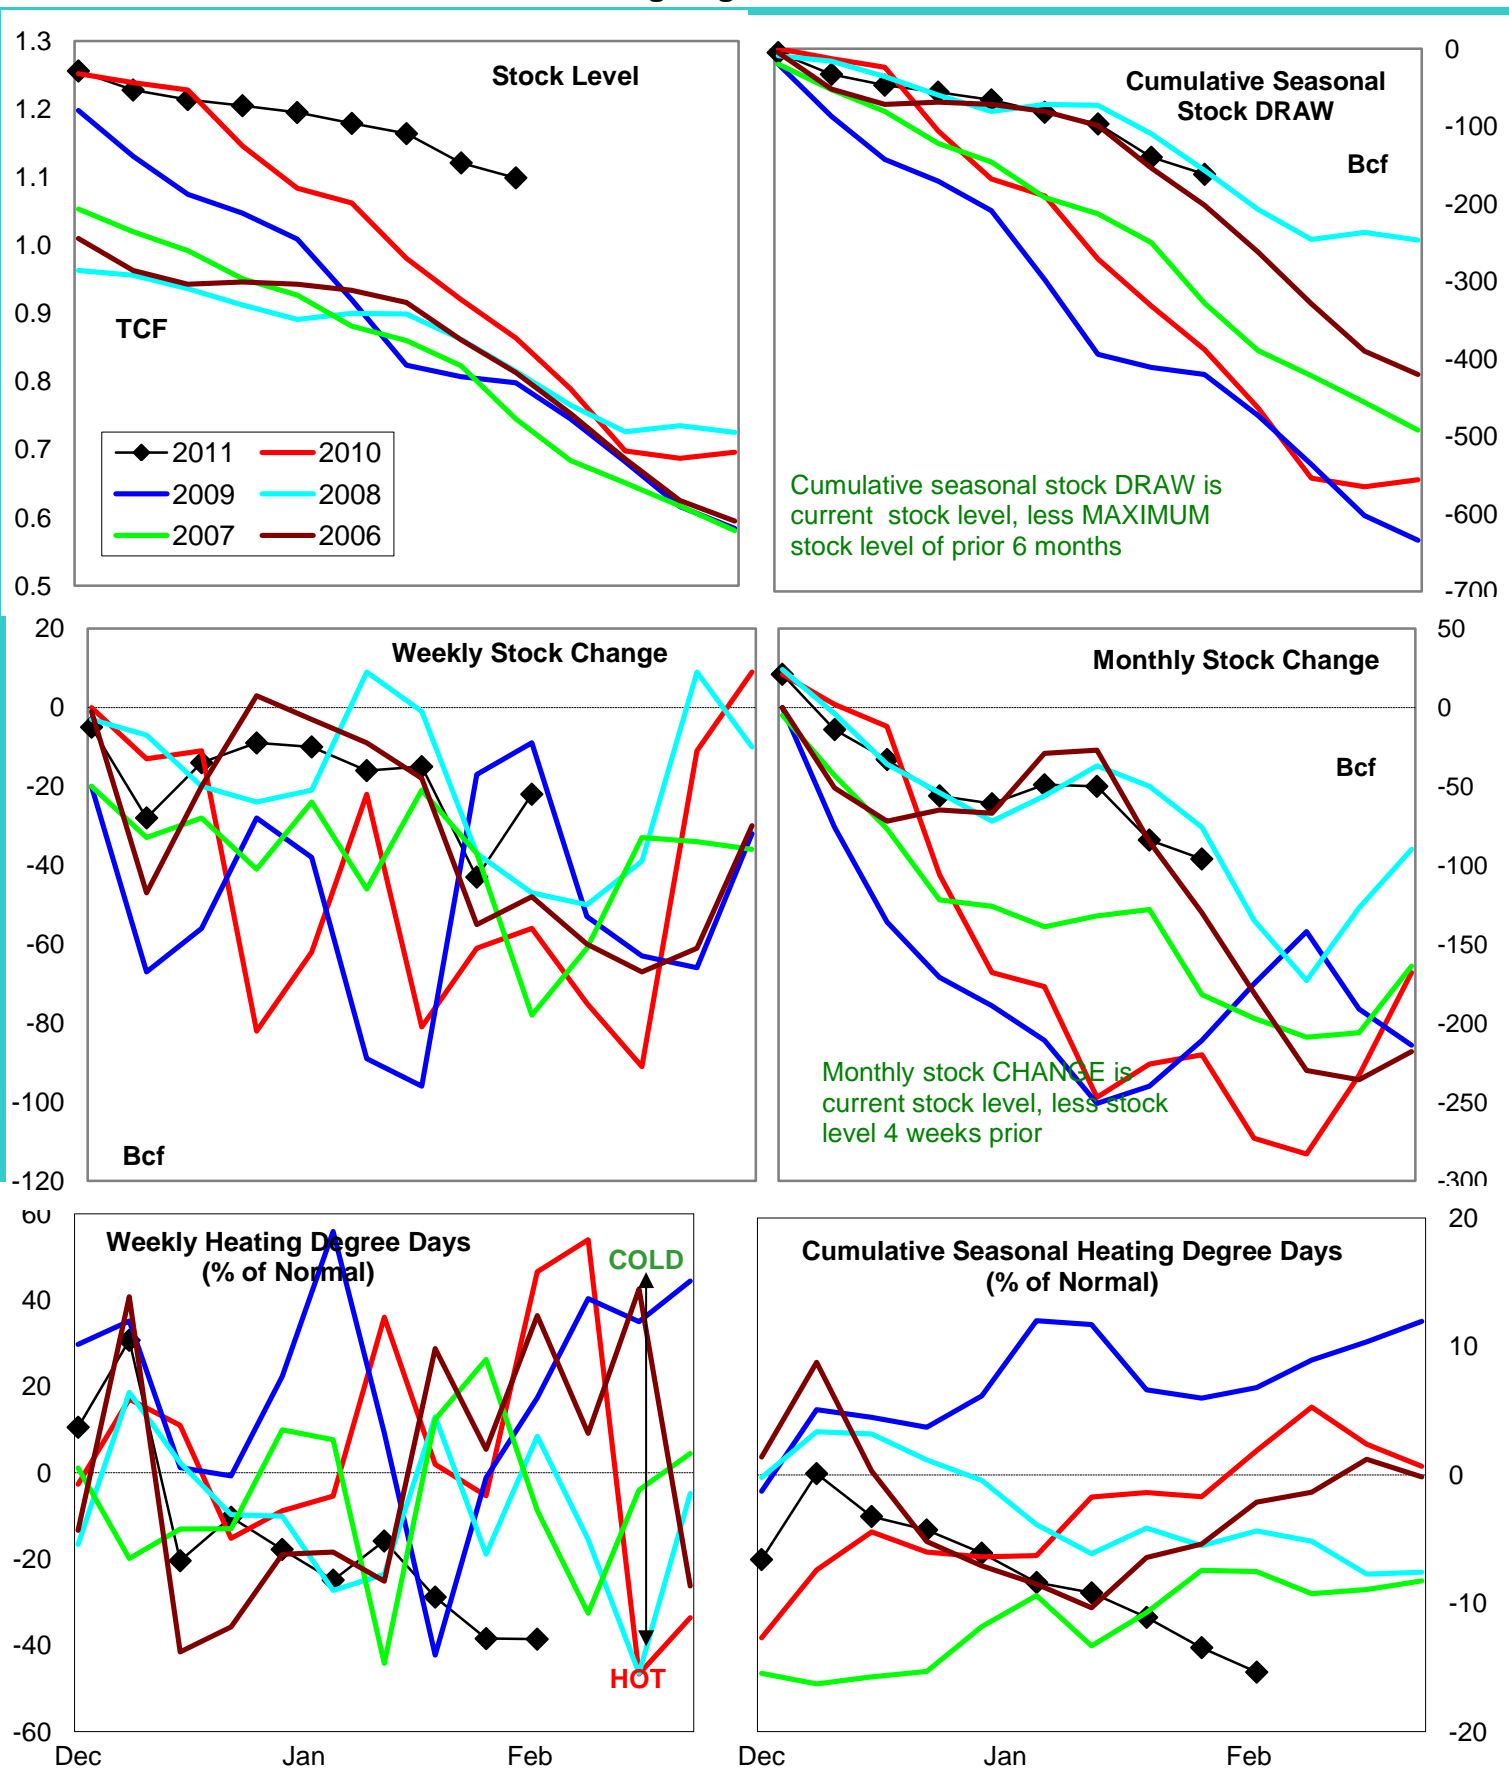 1.3
1.2
1.1
1.0
0.9
0.8
0.7
0.6
0.5
Stock Level
TCF
2011 2010
2009 2008
2007 2006
Cumulative Seasonal
Stock DRAW
Bcf
0
-100
-200
-300
-400
-500
-600
-700
Cumulative seasonal stock DRAW is
current stock level, less MAXIMUM
stock level of prior 6 months
20
0
-20
-40
-60
-80
-100
-120
Weekly Stock Change
Bcf
Monthly Stock Change
Bcf
50
0
-50
-100
-150
-200
-250
-300
Monthly stock CHANGE is
current stock level, less stock
level 4 weeks prior
60
40
20
0
-20
-40
-60
Weekly Heating Degree Days
(% of Normal)
COLD
HOT
Dec Jan Feb
Cumulative Seasonal Heating Degree Days
(% of Normal)
20
10
0
-10
-20
Dec Jan Feb